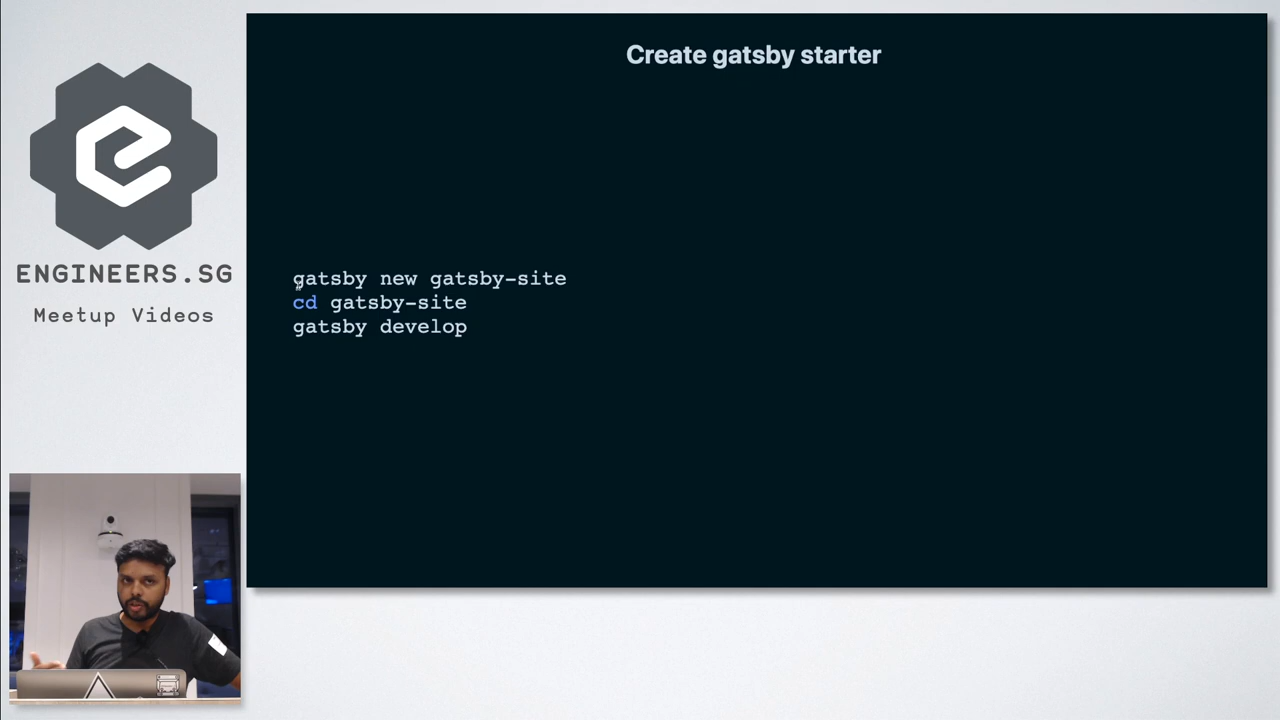 Create gatsby starter
ENGINEERS.SG
Meetup Videos
gatsby new gatsby-site
cd gatsby-site
gatsby develop